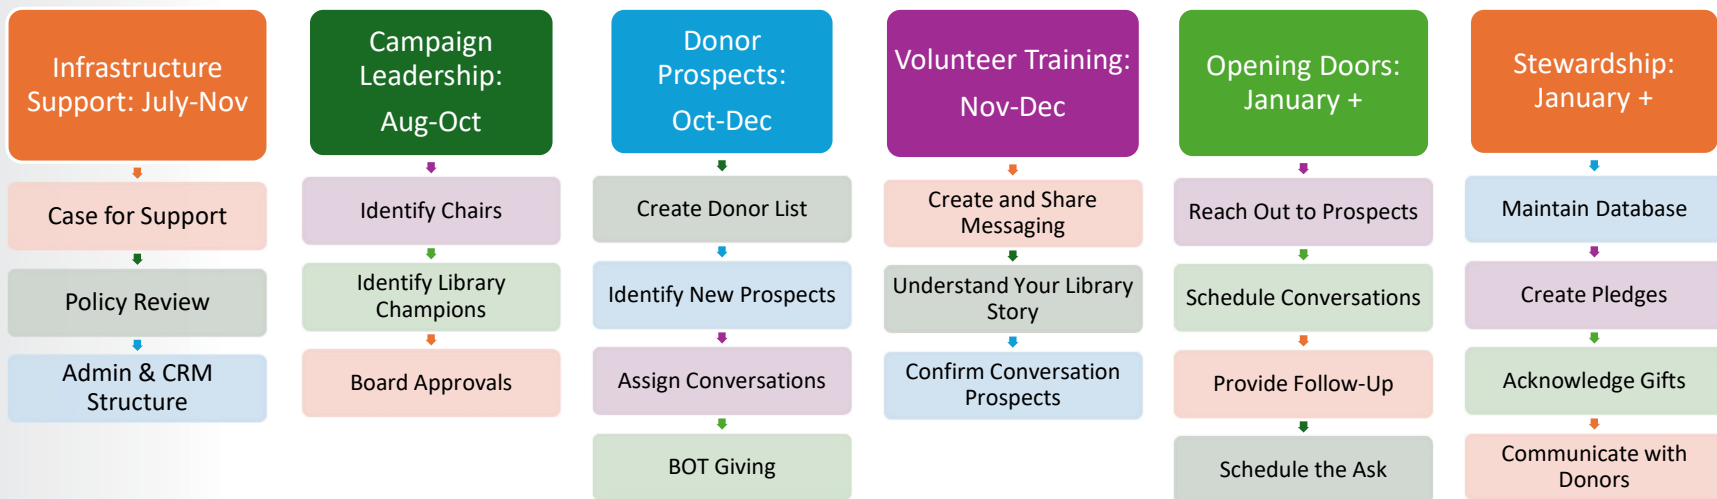 Infrastructure
Support: July-Nov
Case for Support
Policy Review
Admin & CRM
Structure
Campaign
Leadership:
Aug-Oct
Identify Chairs
Identify Library
Champions
Board Approvals
Donor
Prospects:
Oct-Dec
Create Donor List
Identify New Prospects
Assign Conversations
BOT Giving
Volunteer Training:
Nov-Dec
Create and Share
Messaging
Understand Your Library
Story
Confirm Conversation
Prospects
Opening Doors:
January +
Reach Out to Prospects
Schedule Conversations
Provide Follow-Up
Schedule the Ask
Stewardship:
January +
Maintain Database
Create Pledges
Acknowledge Gifts
Communicate with
Donors